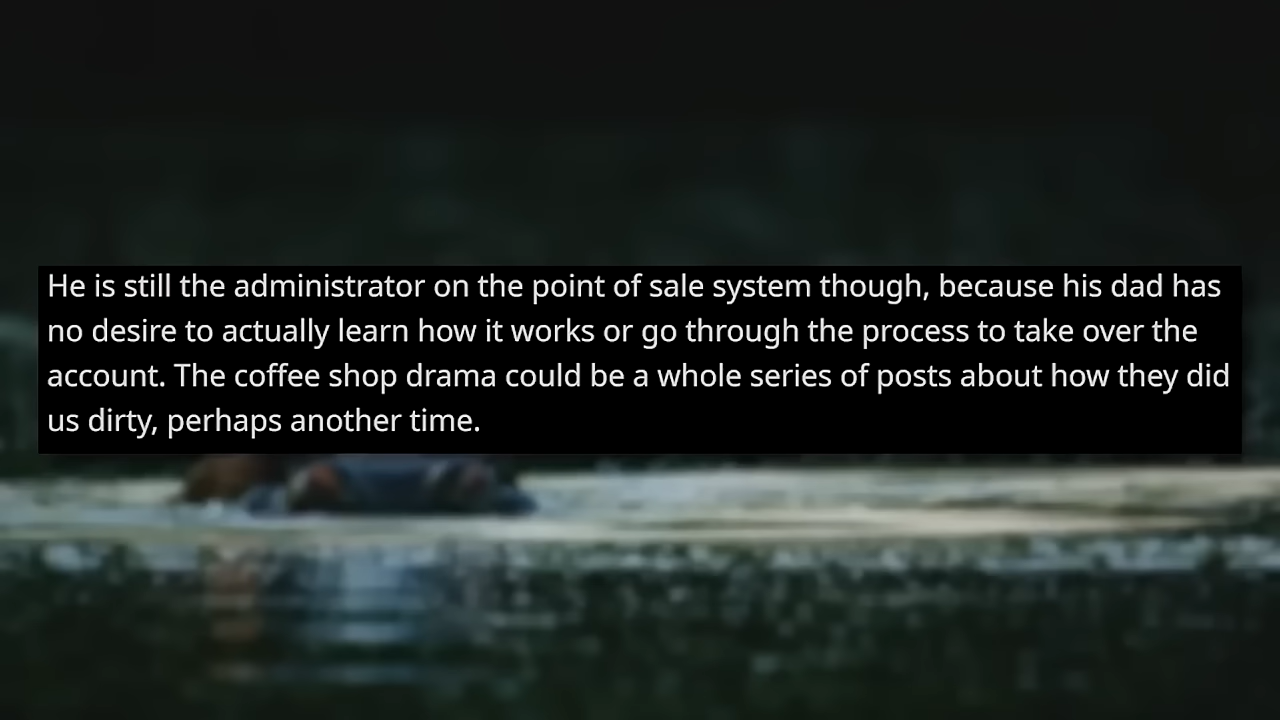 He is still the administrator on the point of sale system though, because his dad has
no desire to actually learn how it works or go through the process to take over the
account. The coffee shop drama could be a whole series of posts about how they did
us dirty, perhaps another time.